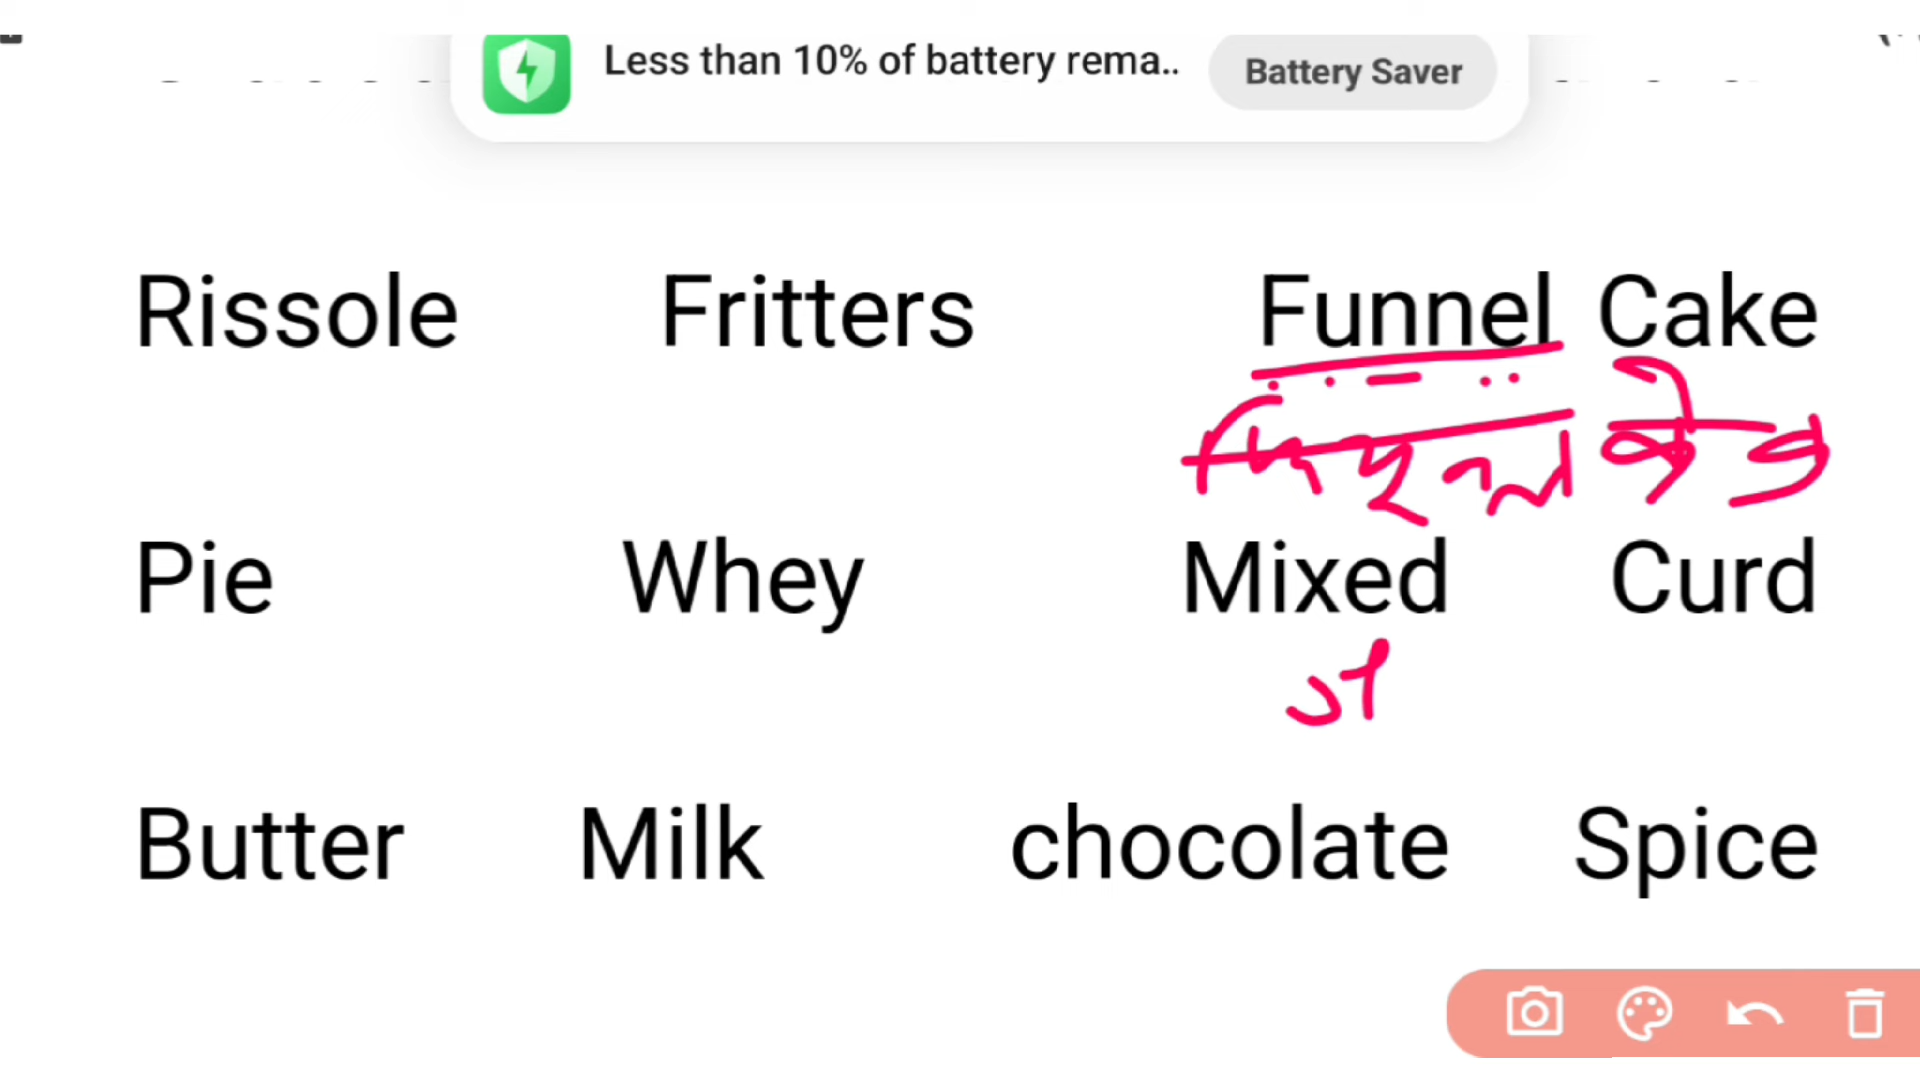 Less than 10% of battery rema.. Battery Saver
Rissole Fritters Funnel Cake
केक
Pie Whey Mixed Curd
Butter Milk chocolate Spice